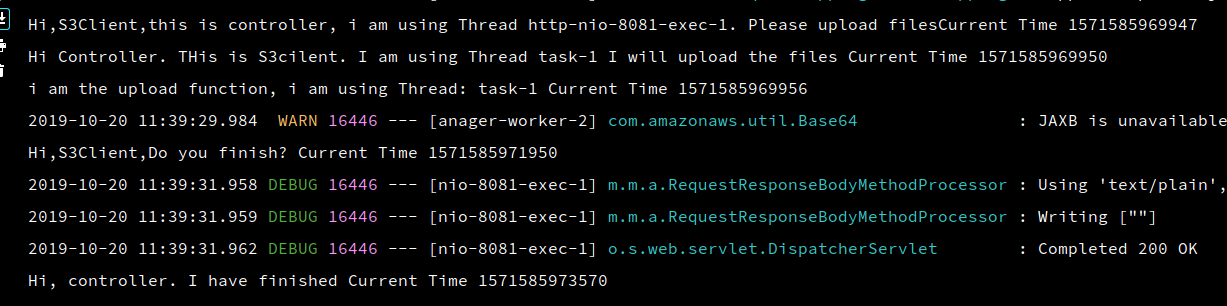 Hi,S3Client,this is controller, i am using Thread http-nio-8081-exec-1. Please upload filesCurrent Time 1571585969947
Hi Controller. THis is S3cilent. I am using Thread task-1 I will upload the files Current Time 1571585969950
i am the upload function, i am using Thread: task-1 Current Time 1571585969956
2019-10-20 11:39:29.984  WARN 16446 --- [anager-worker-2] com.amazonaws.util.Base64                : JAXB is unavailable
Hi,S3Client,Do you finish? Current Time 1571585971950
2019-10-20 11:39:31.958 DEBUG 16446 --- [nio-8081-exec-1] m.m.a.RequestResponseBodyMethodProcessor : Using 'text/plain',
2019-10-20 11:39:31.959 DEBUG 16446 --- [nio-8081-exec-1] m.m.a.RequestResponseBodyMethodProcessor : Writing [""]
2019-10-20 11:39:31.962 DEBUG 16446 --- [nio-8081-exec-1] o.s.web.servlet.DispatcherServlet        : Completed 200 OK
Hi, controller. I have finished Current Time 1571585973570